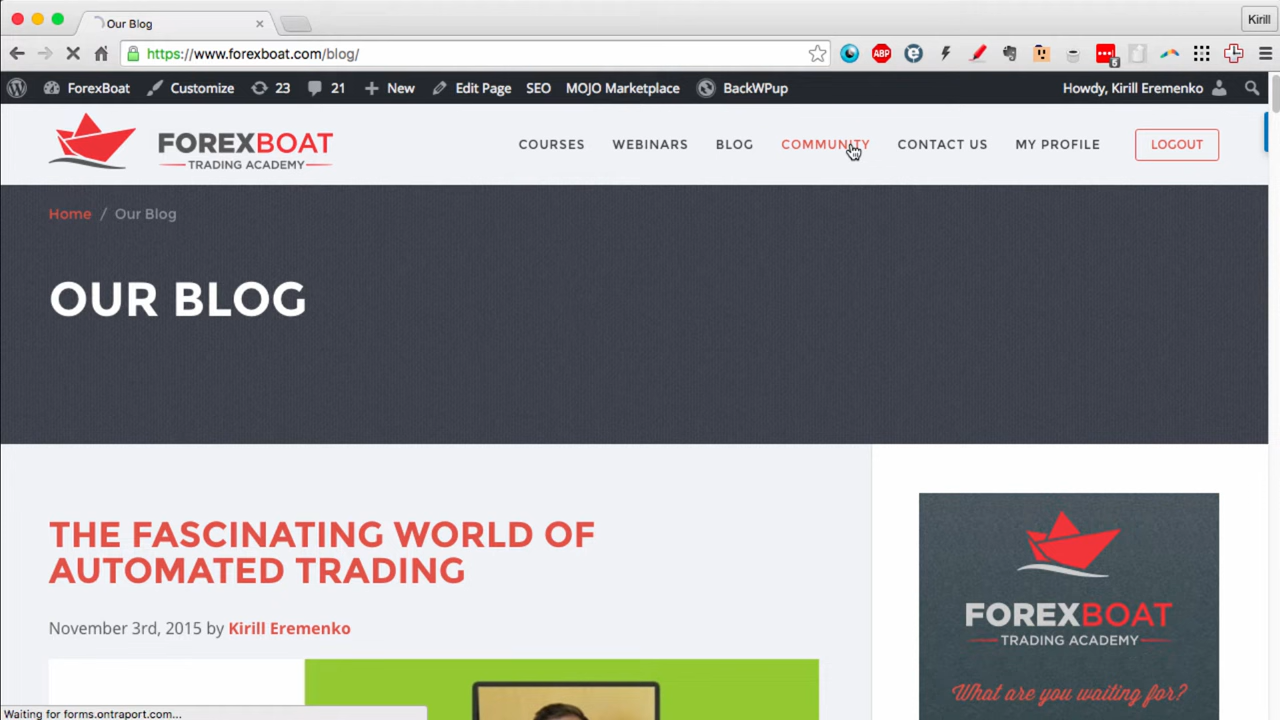 Our Blog
Kirill
https://www.forexboat.com/blog/
ABP
5
ForexBoat Customize 23 21 New Edit Page SEO MOJO Marketplace BackWPup Howdy, Kirill Eremenko
FOREXBOAT
TRADING ACADEMY
COURSES WEBINARS BLOG COMMUNITY CONTACT US MY PROFILE LOGOUT
Home / Our Blog
OUR BLOG
THE FASCINATING WORLD OF
AUTOMATED TRADING
November 3rd, 2015 by Kirill Eremenko
FOREXBOAT
TRADING ACADEMY
What are you waiting for?
Waiting for forms.ontraport.com...